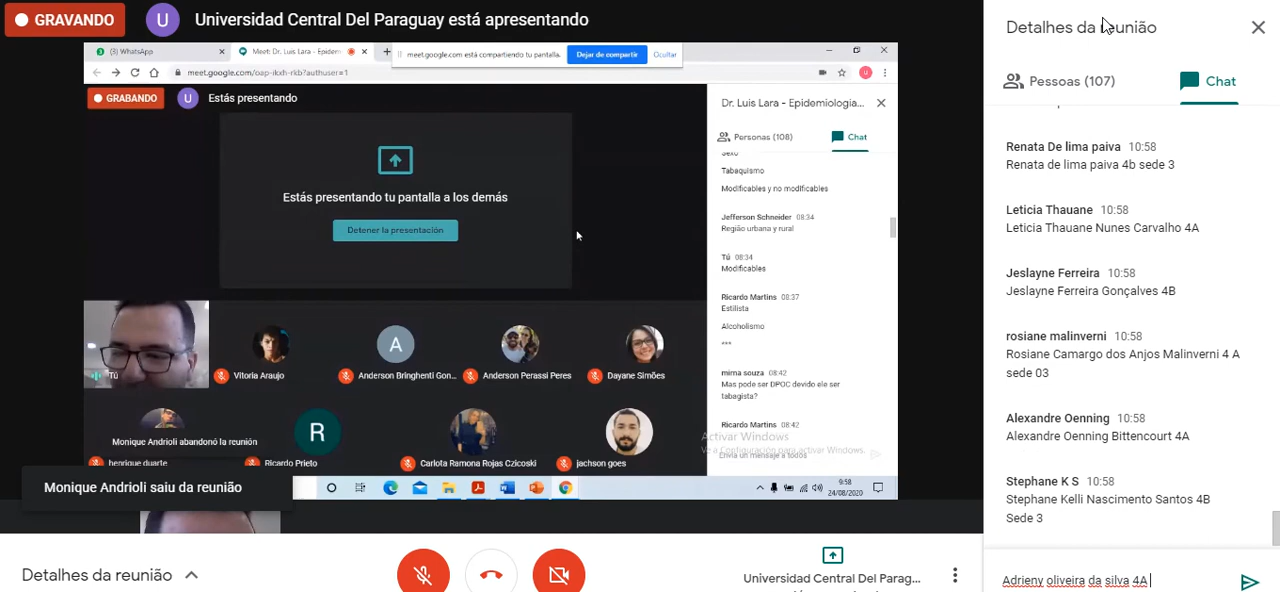 GRAVANDO
U
Universidad Central Del Paraguay está apresentando
(3) WhatsApp
Meet: Dr. Luis Lara - Epidem
meet.google.com está compartiendo tu pantalla.
Dejar de compartir
Ocultar
meet.google.com/oap-ikxh-rkb?authuser=1
GRABANDO
U
Estás presentando
Estás presentando tu pantalla a los demás
Detener la presentación
Tú
Vitoria Araujo
A
Anderson Bringhenti Gon...
Anderson Perassi Peres
Dayane Simões
Monique Andrioli abandonó la reunión
henrique duarte
R
Ricardo Prieto
Carlota Ramona Rojas Czicoski
jachson goes
Dr. Luis Lara - Epidemiologia...
Personas (108)
Chat
Sexo
Tabaquismo
Modificables y no modificables
Jefferson Schneider 08:34
Região urbana y rural
Tú 08:34
Modificables
Ricardo Martins 08:37
Estilista
Alcoholismo
***
mirna souza 08:42
Mas pode ser DPOC devido ele ser
tabagista?
Ricardo Martins 08:42
Activar Windows
Ve a Configuración para activar Windows.
Envía un mensaje a todos
9:58
24/08/2020
Monique Andrioli saiu da reunião
Detalhes da reunião
Universidad Central Del Parag...
Detalhes da reunião
Pessoas (107)
Chat
Renata De lima paiva 10:58
Renata de lima paiva 4b sede 3
Leticia Thauane 10:58
Leticia Thauane Nunes Carvalho 4A
Jeslayne Ferreira 10:58
Jeslayne Ferreira Gonçalves 4B
rosiane malinverni 10:58
Rosiane Camargo dos Anjos Malinverni 4 A
sede 03
Alexandre Oenning 10:58
Alexandre Oenning Bittencourt 4A
Stephane K S 10:58
Stephane Kelli Nascimento Santos 4B
Sede 3
Adrieny oliveira da silva 4A